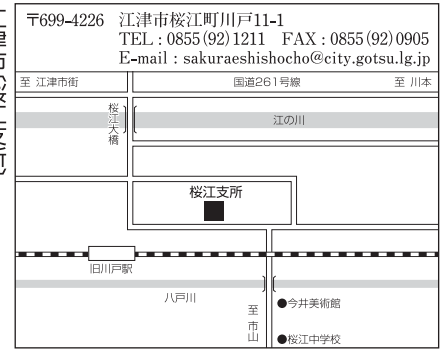 〒699-4226 江津市桜江町川戸11-1
TEL：0855(92)1211 FAX：0855(92)0905
E-mail：sakuraeshishocho@city.gotsu.lg.jp
至 江津市街
国道261号線
至 川本
桜江大橋
江の川
桜江支所
旧川戸駅
八戸川
至 市山
●今井美術館
●桜江中学校